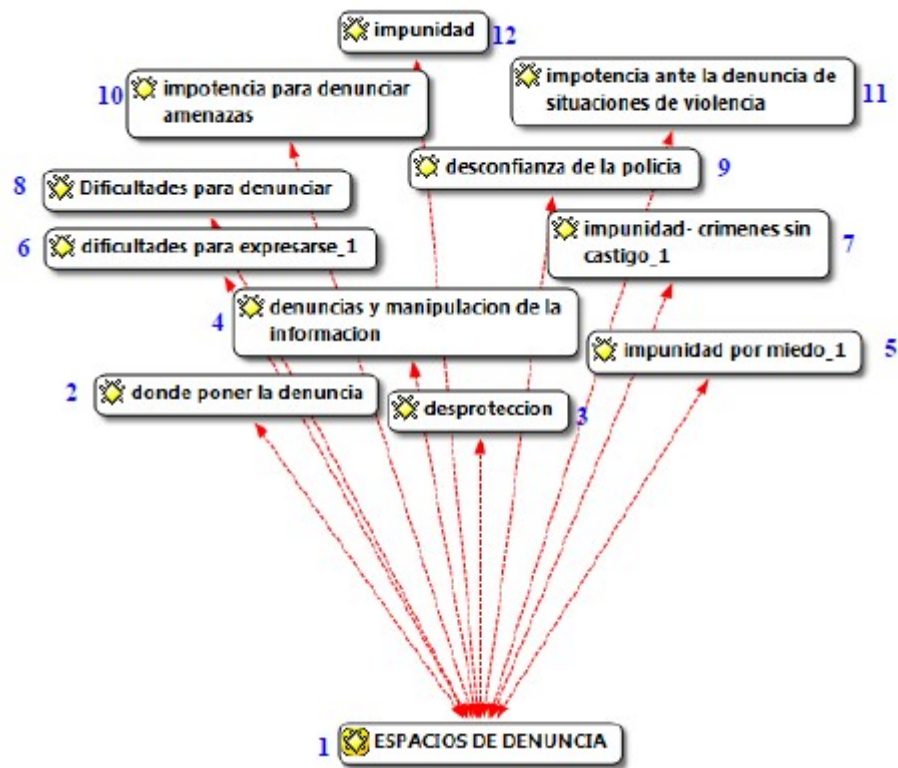 impunidad 12
10 impotencia para denunciar
amenazas
impotencia ante la denuncia de
situaciones de violencia 11
8 Dificultades para denunciar
desconfianza de la policia 9
6 dificultades para expresarse_1
impunidad- crimenes sin
castigo_1 7
4 denuncias y manipulacion de la
informacion
impunidad por miedo_1 5
2 donde poner la denuncia
desproteccion 3
1 ESPACIOS DE DENUNCIA